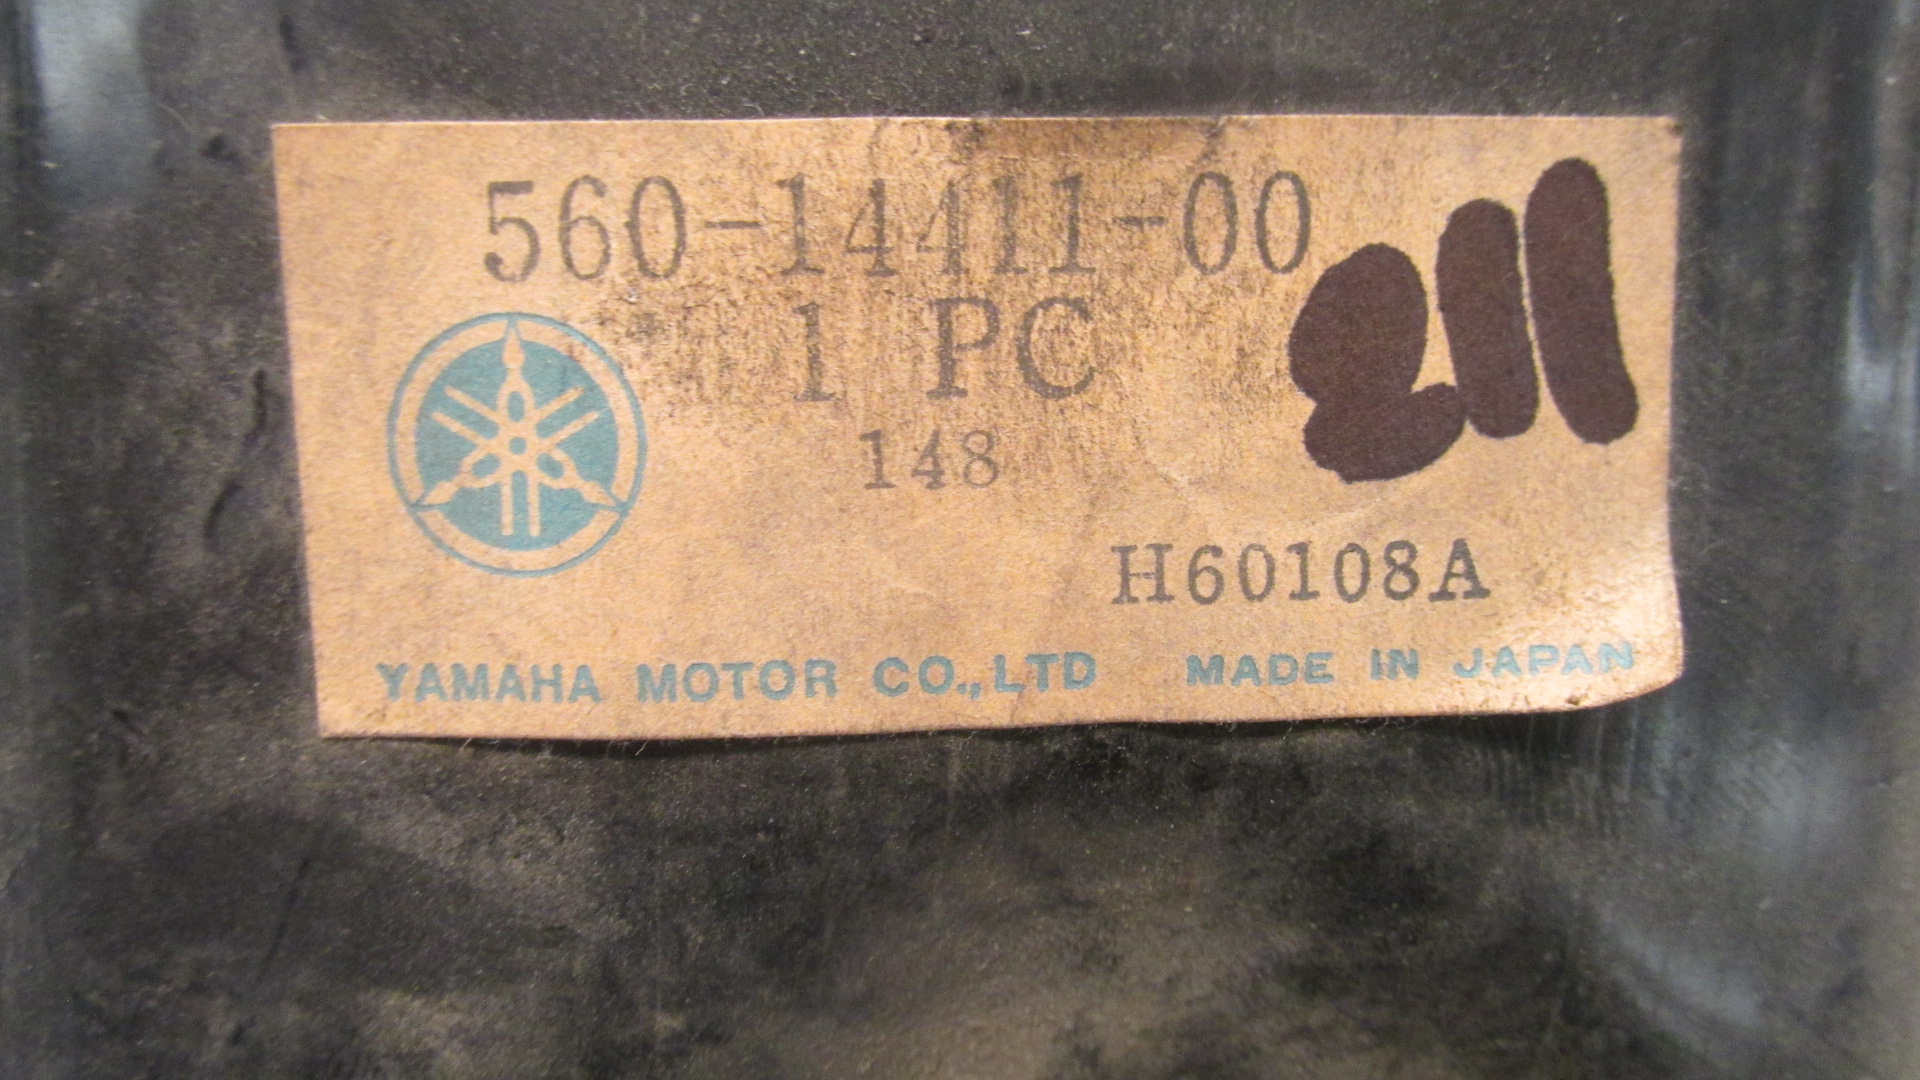 560-14411-00
1 PC
148
211
H60108A
YAMAHA MOTOR CO.,LTD MADE IN JAPAN